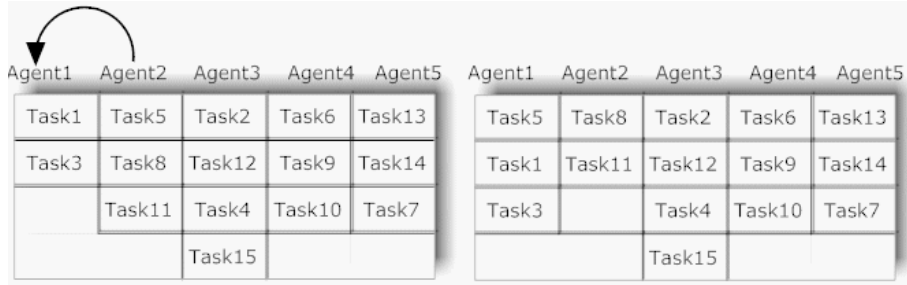 Agent1 Agent2 Agent3 Agent4 Agent5
Task1 Task5 Task2 Task6 Task13
Task3 Task8 Task12 Task9 Task14
Task11 Task4 Task10 Task7
Task15
Agent1 Agent2 Agent3 Agent4 Agent5
Task5 Task8 Task2 Task6 Task13
Task1 Task11 Task12 Task9 Task14
Task3 Task4 Task10 Task7
Task15